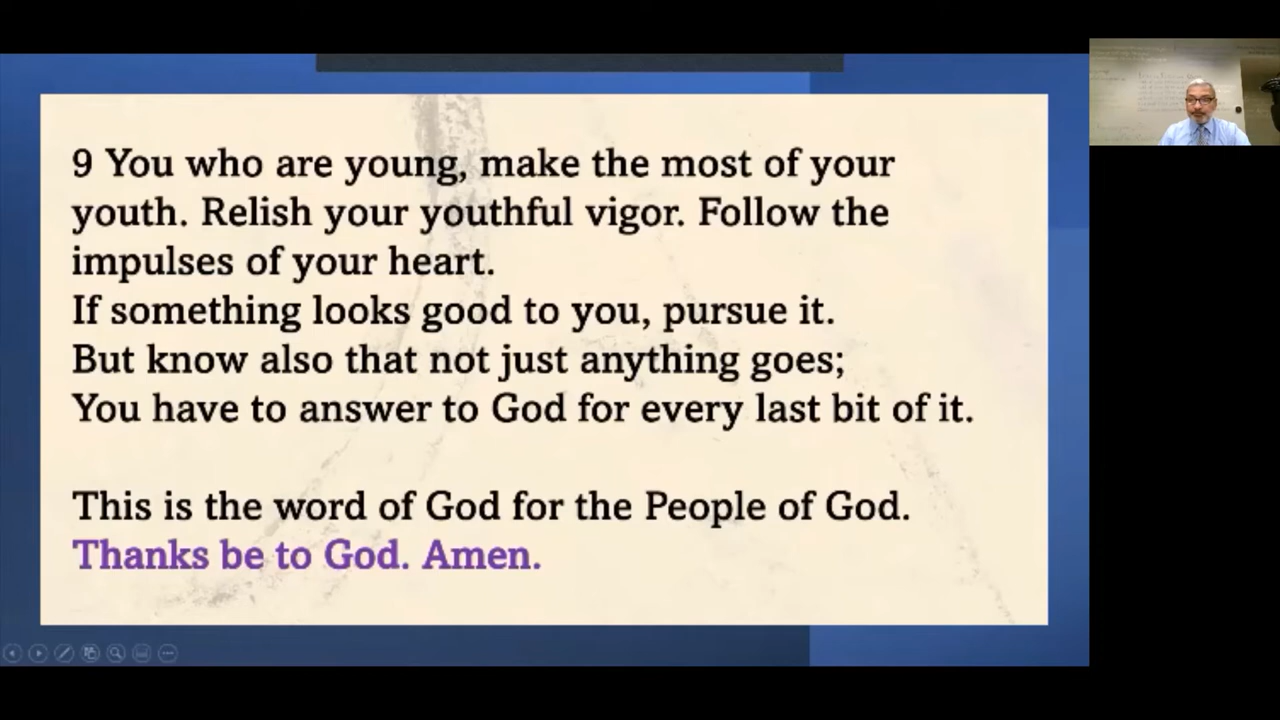 9 You who are young, make the most of your
youth. Relish your youthful vigor. Follow the
impulses of your heart.
If something looks good to you, pursue it.
But know also that not just anything goes;
You have to answer to God for every last bit of it.
This is the word of God for the People of God.
Thanks be to God. Amen.